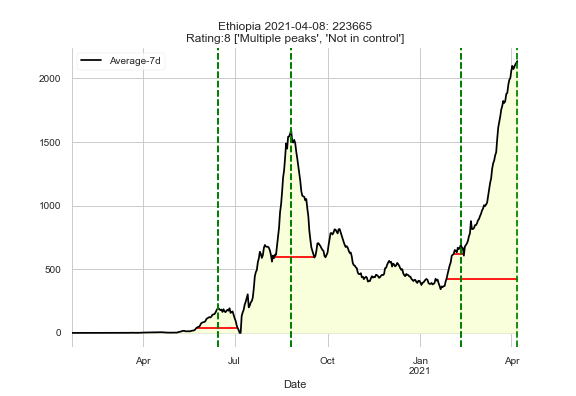 Ethiopia 2021-04-08: 223665
Rating:8 ['Multiple peaks', 'Not in control']
Average-7d
2000
1500
1000
500
0
Apr Jul Oct Jan Apr
2021
Date